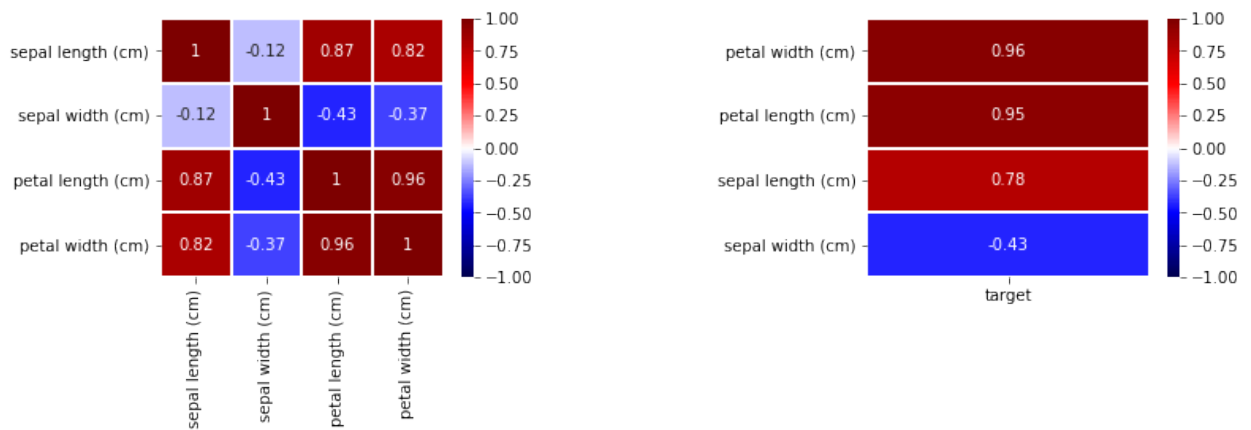 sepal length (cm) 1 -0.12 0.87 0.82
sepal width (cm) -0.12 1 -0.43 -0.37
petal length (cm) 0.87 -0.43 1 0.96
petal width (cm) 0.82 -0.37 0.96 1
sepal length (cm)
sepal width (cm)
petal length (cm)
petal width (cm)
1.00
0.75
0.50
0.25
0.00
−0.25
−0.50
−0.75
−1.00
petal width (cm) 0.96
petal length (cm) 0.95
sepal length (cm) 0.78
sepal width (cm) -0.43
target
1.00
0.75
0.50
0.25
0.00
−0.25
−0.50
−0.75
−1.00